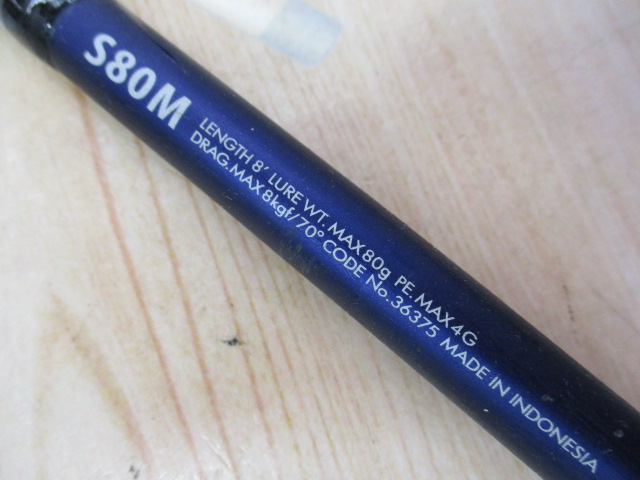 S80M
LENGTH 8' LURE WT. MAX 80g PE. MAX 4G
DRAG.MAX 8kgf/70° CODE No.36375 MADE IN INDONESIA